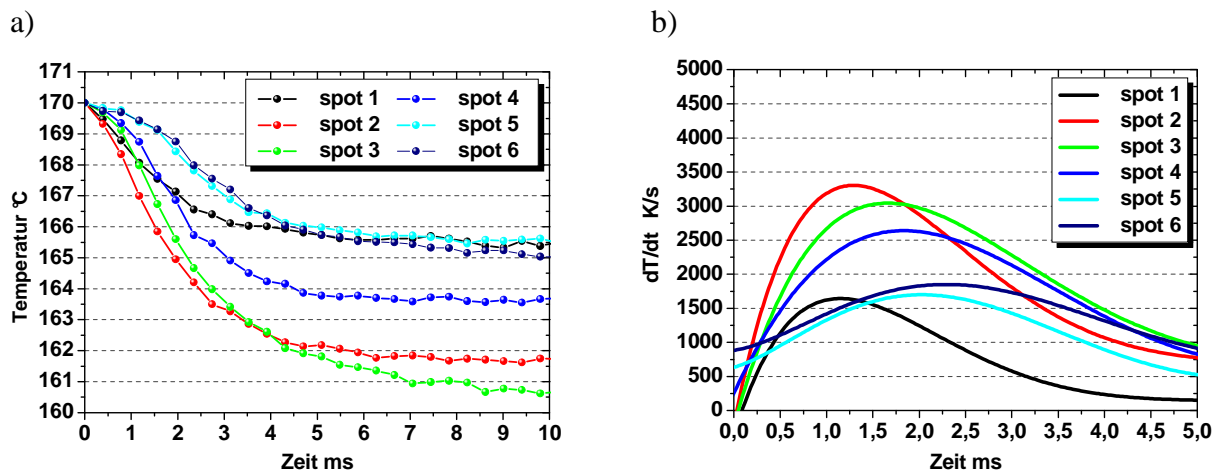 a)
171
170
169
168
167
166
165
164
163
162
161
160
Temperatur °C
spot 1
spot 2
spot 3
spot 4
spot 5
spot 6
0 1 2 3 4 5 6 7 8 9 10
Zeit ms
b)
5000
4500
4000
3500
3000
2500
2000
1500
1000
500
0
dT/dt K/s
spot 1
spot 2
spot 3
spot 4
spot 5
spot 6
0,0 0,5 1,0 1,5 2,0 2,5 3,0 3,5 4,0 4,5 5,0
Zeit ms